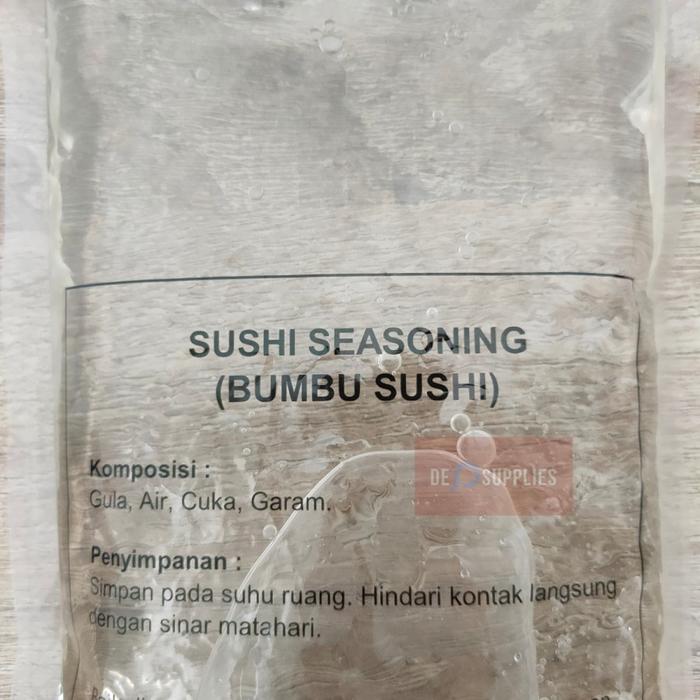 SUSHI SEASONING
(BUMBU SUSHI)
Komposisi :
Gula, Air, Cuka, Garam.
DE SUPPLIES
Penyimpanan :
Simpan pada suhu ruang. Hindari kontak langsung
dengan sinar matahari.